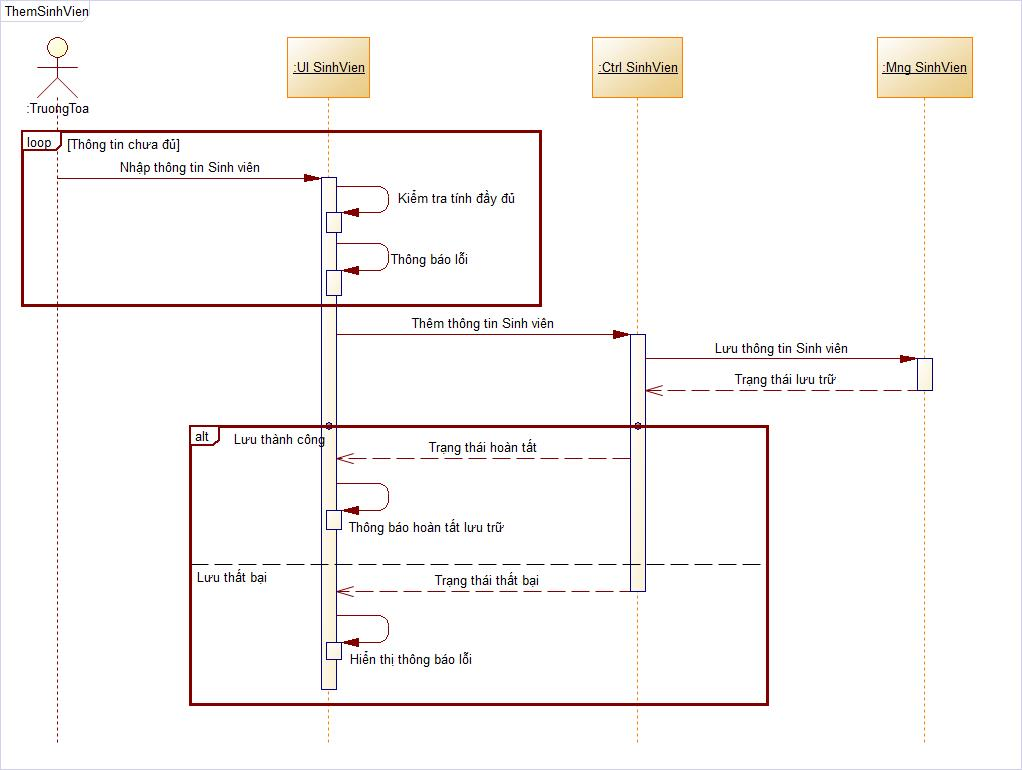 ThemSinhVien
:UI SinhVien
:Ctrl SinhVien
:Mng SinhVien
:TruongToa
loop
[Thông tin chưa đủ]
Nhập thông tin Sinh viên
Kiểm tra tính đầy đủ
Thông báo lỗi
Thêm thông tin Sinh viên
Lưu thông tin Sinh viên
Trạng thái lưu trữ
alt
Lưu thành công
Trạng thái hoàn tất
Thông báo hoàn tất lưu trữ
Lưu thất bại
Trạng thái thất bại
Hiển thị thông báo lỗi